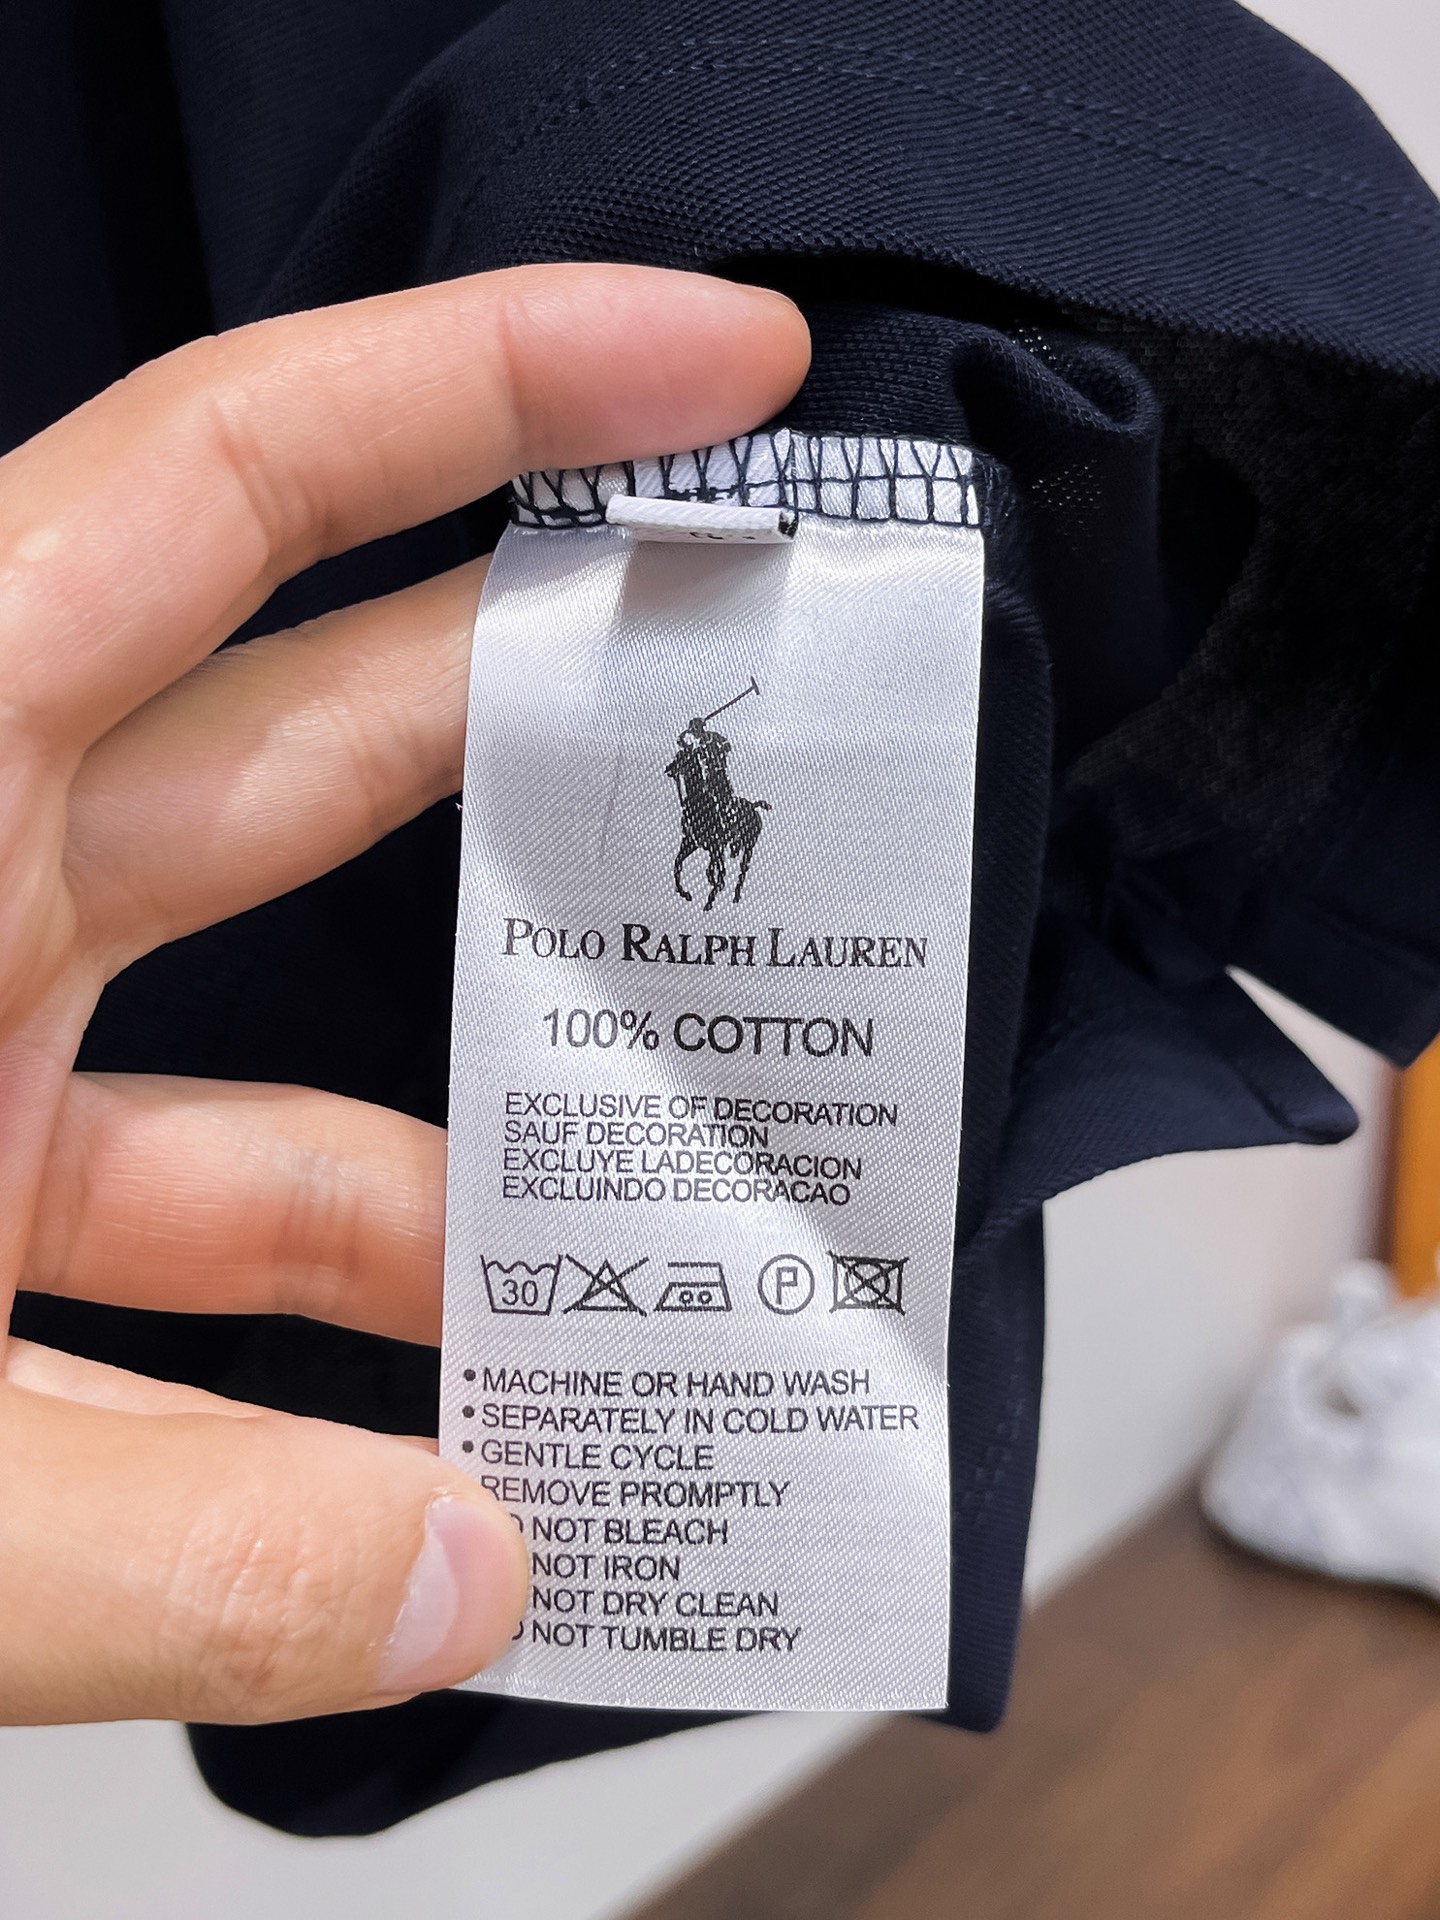 POLO RALPH LAUREN
100% COTTON
EXCLUSIVE OF DECORATION
SAUF DECORATION
EXCLUYE LADECORACION
EXCLUINDO DECORACAO
30 P
•MACHINE OR HAND WASH
•SEPARATELY IN COLD WATER
•GENTLE CYCLE
REMOVE PROMPTLY
NOT BLEACH
NOT IRON
NOT DRY CLEAN
NOT TUMBLE DRY